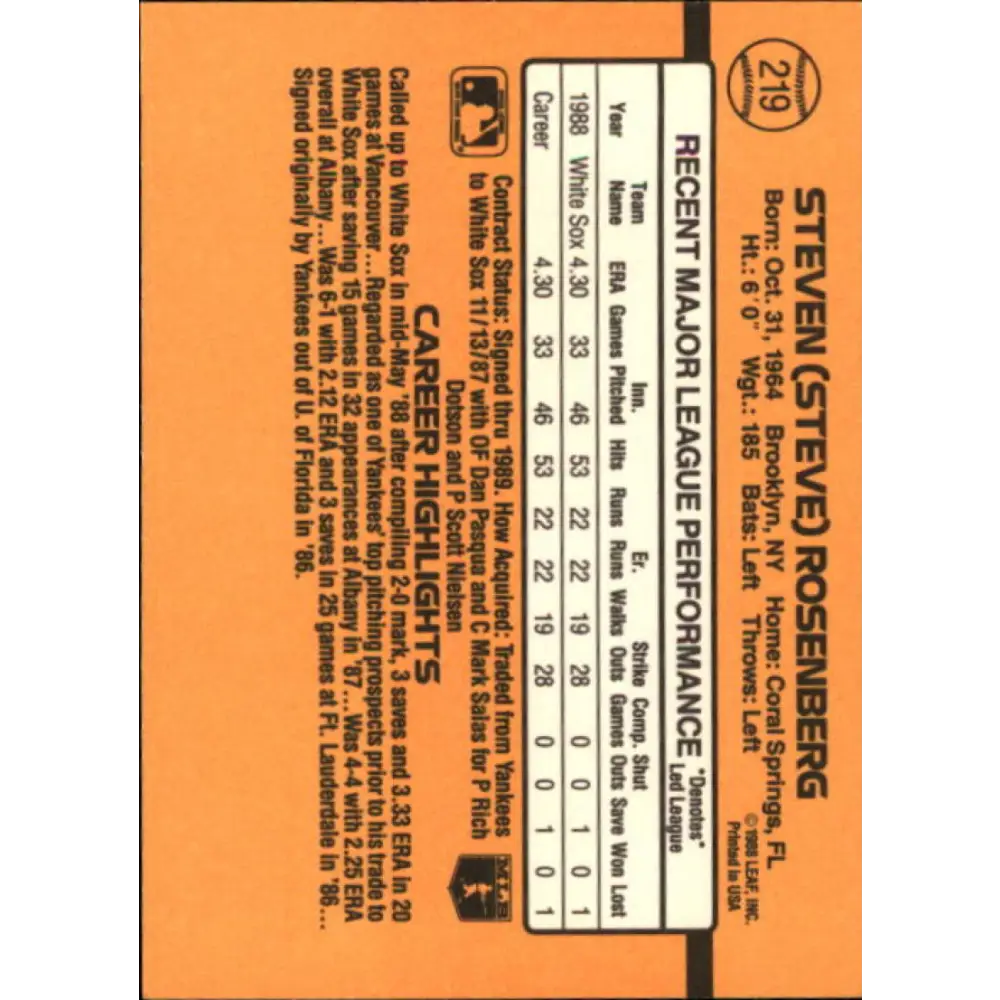 219
STEVEN (STEVE) ROSENBERG
Born: Oct. 31, 1964 Brooklyn, NY Home: Coral Springs, FL
Ht.: 6'0" Wgt.: 185 Bats: Left Throws: Left
© 1988 LEAF, INC.
Printed in USA
RECENT MAJOR LEAGUE PERFORMANCE *Denotes*
Led League
Team Inn. Er. Strike Comp. Shut
Year Name ERA Games Pitched Hits Runs Runs Walks Outs Games Outs Save Won Lost
1988 White Sox 4.30 33 46 53 22 22 19 28 0 0 1 0 1
Career 4.30 33 46 53 22 22 19 28 0 0 1 0 1
Contract Status: Signed thru 1989. How Acquired: Traded from Yankees
to White Sox 11/13/87 with OF Dan Pasqua and C Mark Salas for P Rich
Dotson and P Scott Nielsen
MLB
CAREER HIGHLIGHTS
Called up to White Sox in mid-May '88 after compiling 2-0 mark, 3 saves and 3.33 ERA in 20
games at Vancouver...Regarded as one of Yankees' top pitching prospects prior to his trade to
White Sox after saving 15 games in 32 appearances at Albany in '87...Was 4-4 with 2.25 ERA
overall at Albany...Was 6-1 with 2.12 ERA and 3 saves in 25 games at Ft. Lauderdale in '86...
Signed originally by Yankees out of U. of Florida in '86.